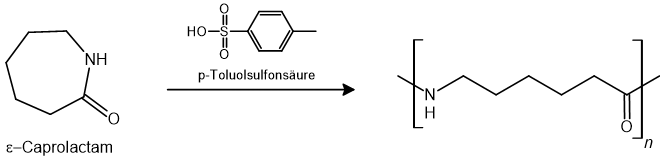 O
HO
S
O
p-Toluolsulfonsäure
NH
O
ε-Caprolactam
N
H
O
n